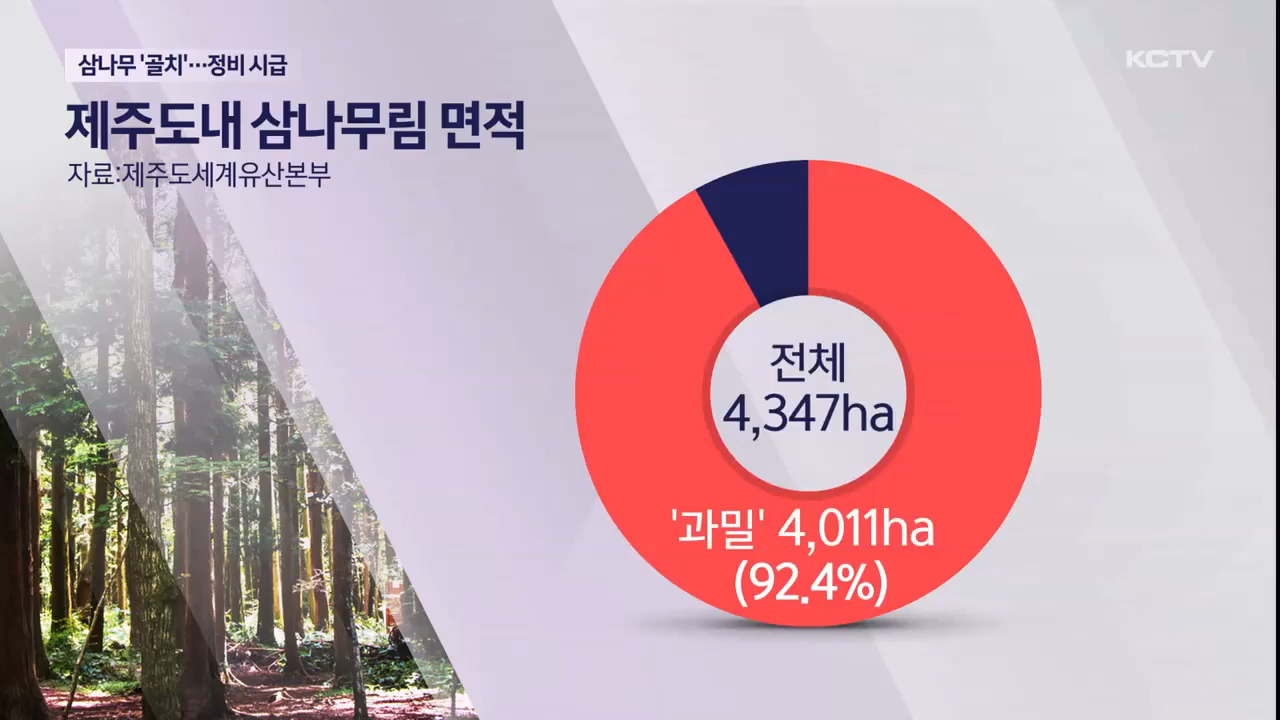 삼나무 '골치'…정비 시급
KCTV
제주도내 삼나무림 면적
자료:제주도세계유산본부
전체
4,347ha
'과밀' 4,011ha
(92.4%)